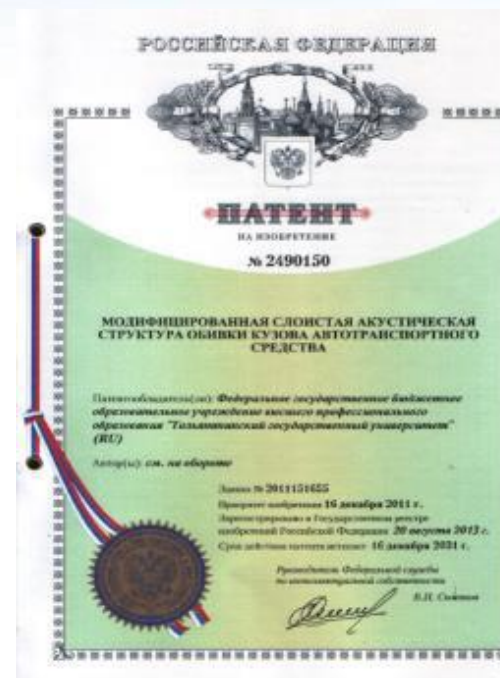 РОССИЙСКАЯ ФЕДЕРАЦИЯ
ПАТЕНТ
НА ИЗОБРЕТЕНИЕ
№ 2490150
МОДИФИЦИРОВАННАЯ СЛОИСТАЯ АКУСТИЧЕСКАЯ
СТРУКТУРА ОБИВКИ КУЗОВА АВТОТРАНСПОРТНОГО
СРЕДСТВА
Патентообладатель(ли): Федеральное государственное бюджетное
образовательное учреждение высшего профессионального
образования "Тольяттинский государственный университет"
(RU)
Автор(ы): см. на обороте
Заявка № 2011151655
Приоритет изобретения 16 декабря 2011 г.
Зарегистрировано в Государственном реестре
изобретений Российской Федерации 20 августа 2013 г.
Срок действия патента истекает 16 декабря 2031 г.
Руководитель Федеральной службы
по интеллектуальной собственности
Б.П. Симонов